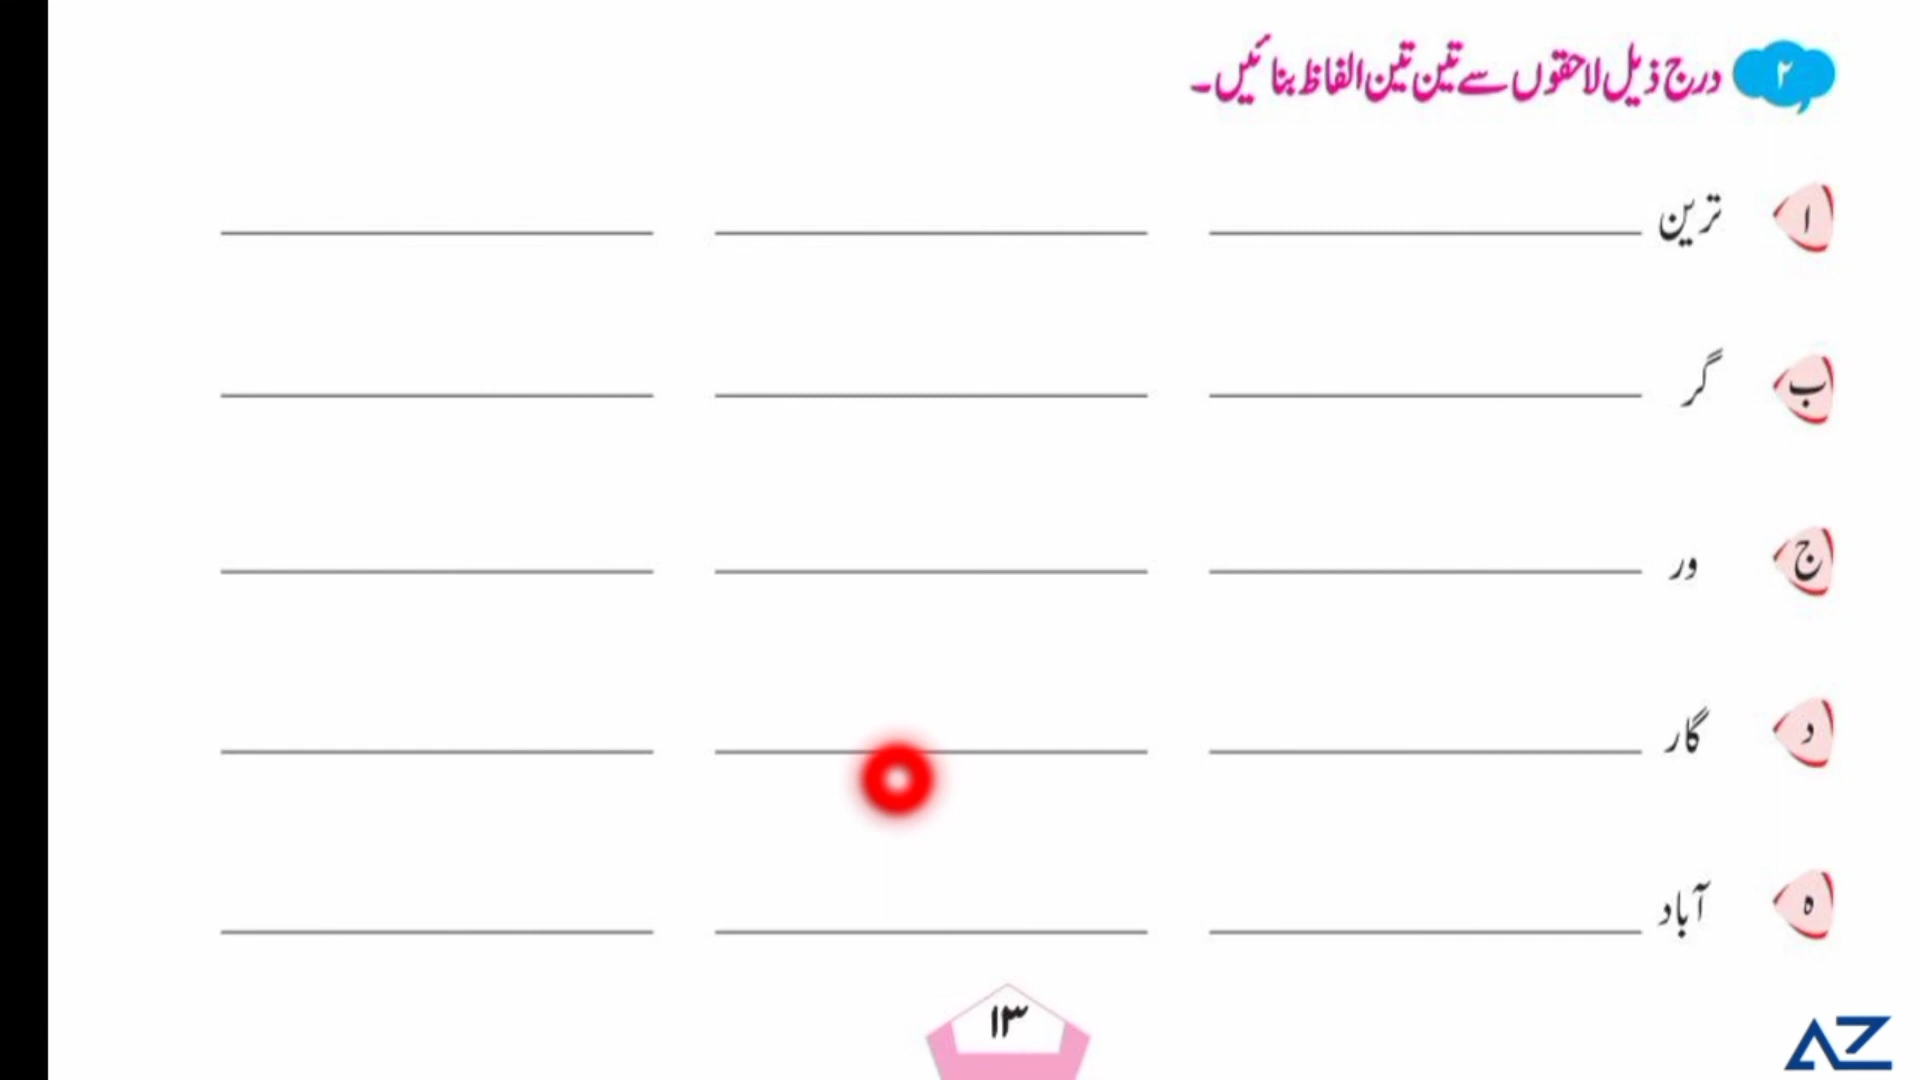 ۲ درج ذیل لاحقوں سے تین تین الفاظ بنائیں۔
ا ترین
ب گر
ج ور
د گار
ہ آباد
۱۳
AZ